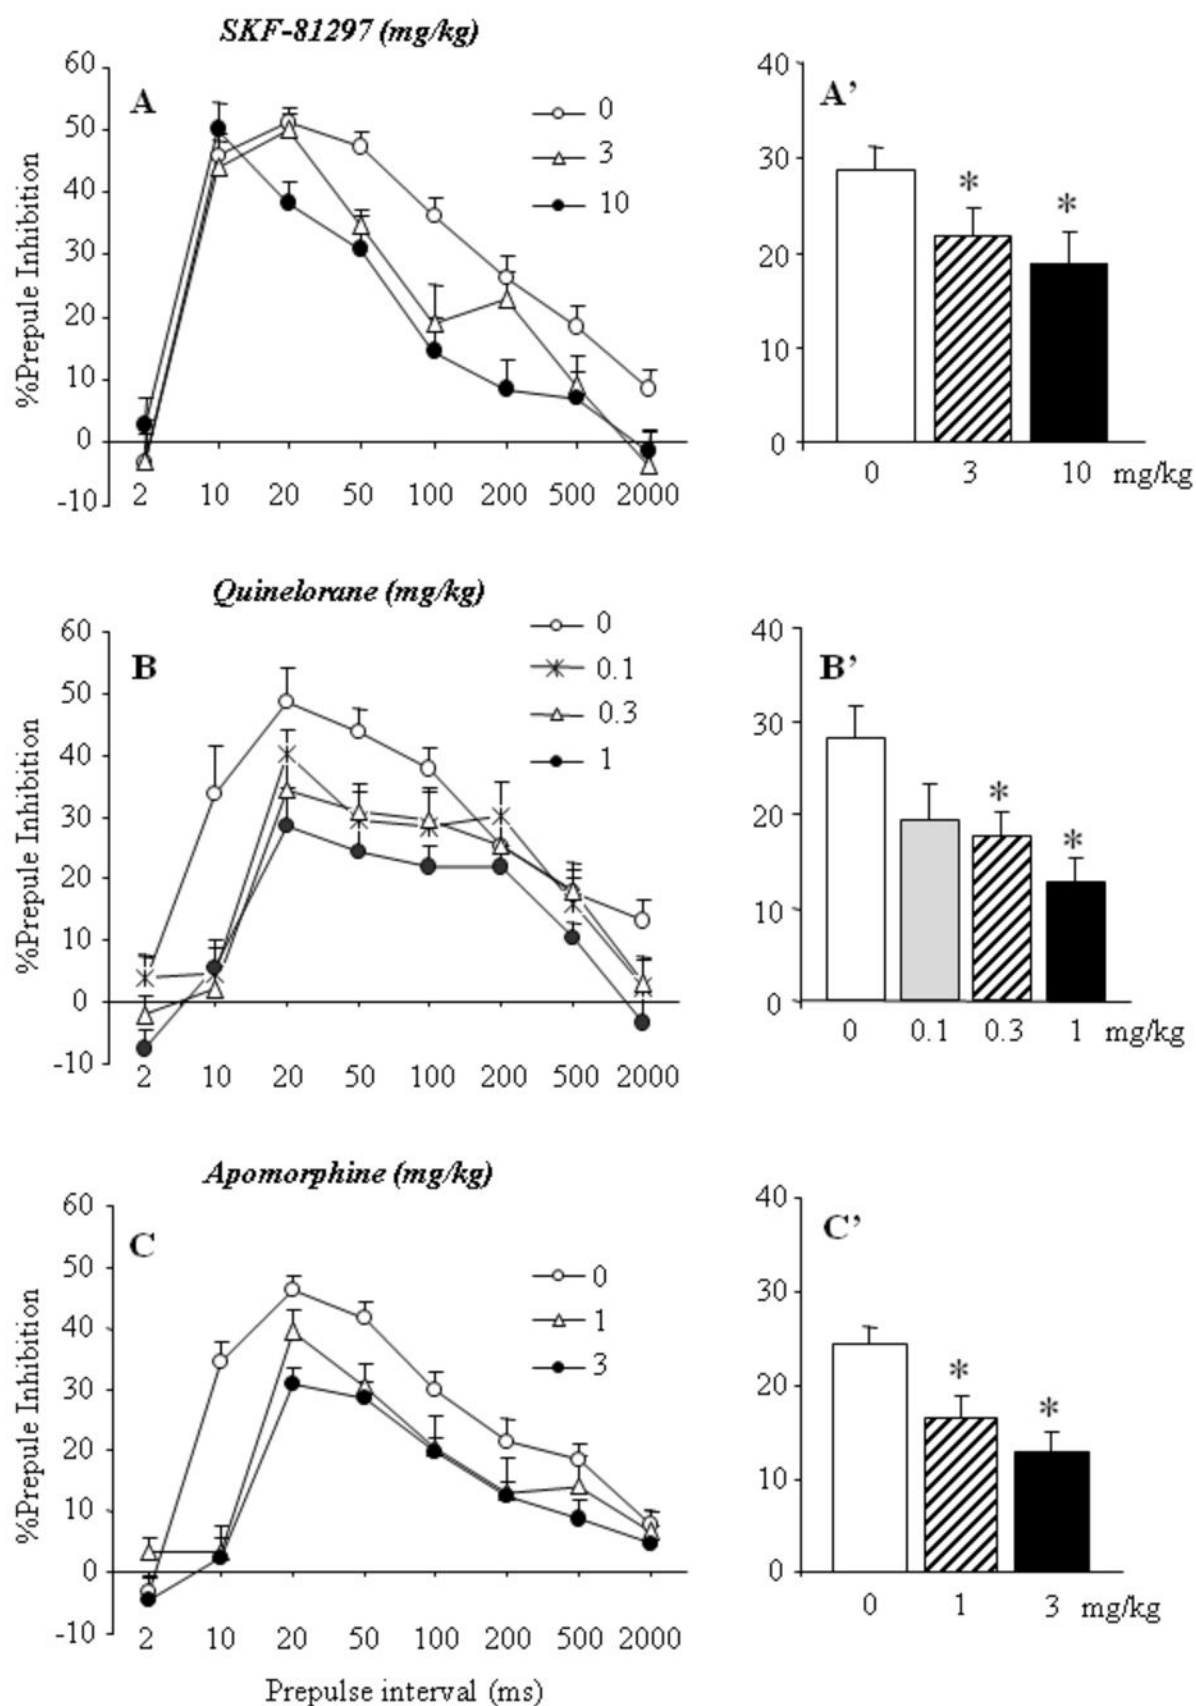 SKF-81297 (mg/kg)
A
%Prepule Inhibition
60
50
40
30
20
10
0
-10
2 10 20 50 100 200 500 2000
0
3
10
A’
40
30
20
10
0
*
*
0 3 10 mg/kg
Quinelorane (mg/kg)
B
%Prepule Inhibition
60
50
40
30
20
10
0
-10
2 10 20 50 100 200 500 2000
0
0.1
0.3
1
B’
40
30
20
10
0
*
*
0 0.1 0.3 1 mg/kg
Apomorphine (mg/kg)
C
%Prepule Inhibition
60
50
40
30
20
10
0
-10
2 10 20 50 100 200 500 2000
Prepulse interval (ms)
0
1
3
C’
40
30
20
10
0
*
*
0 1 3 mg/kg